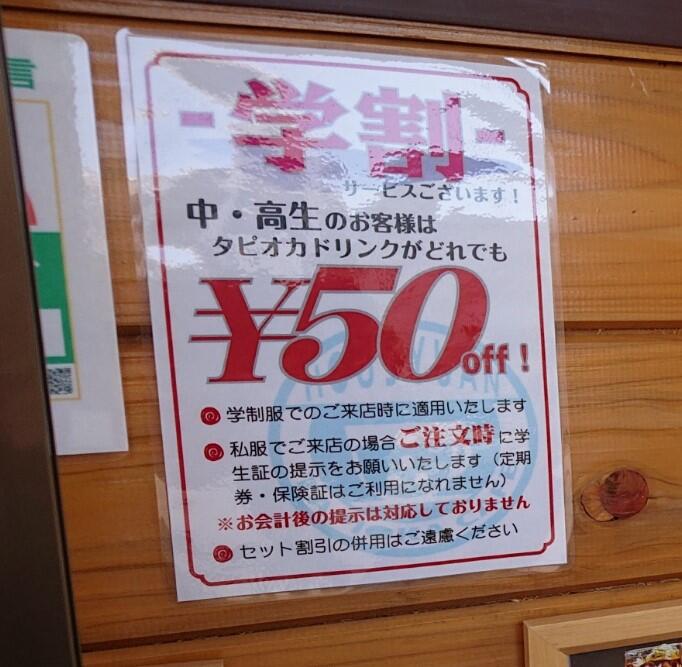 言
-学割-
サービスございます！
中・高生のお客様は
タピオカドリンクがどれでも
¥50off！
学制服でのご来店時に適用いたします
私服でご来店の場合ご注文時に学
生証の提示をお願いいたします（定期
券・保険証はご利用になれません）
※お会計後の提示は対応しておりません
セット割引の併用はご遠慮ください